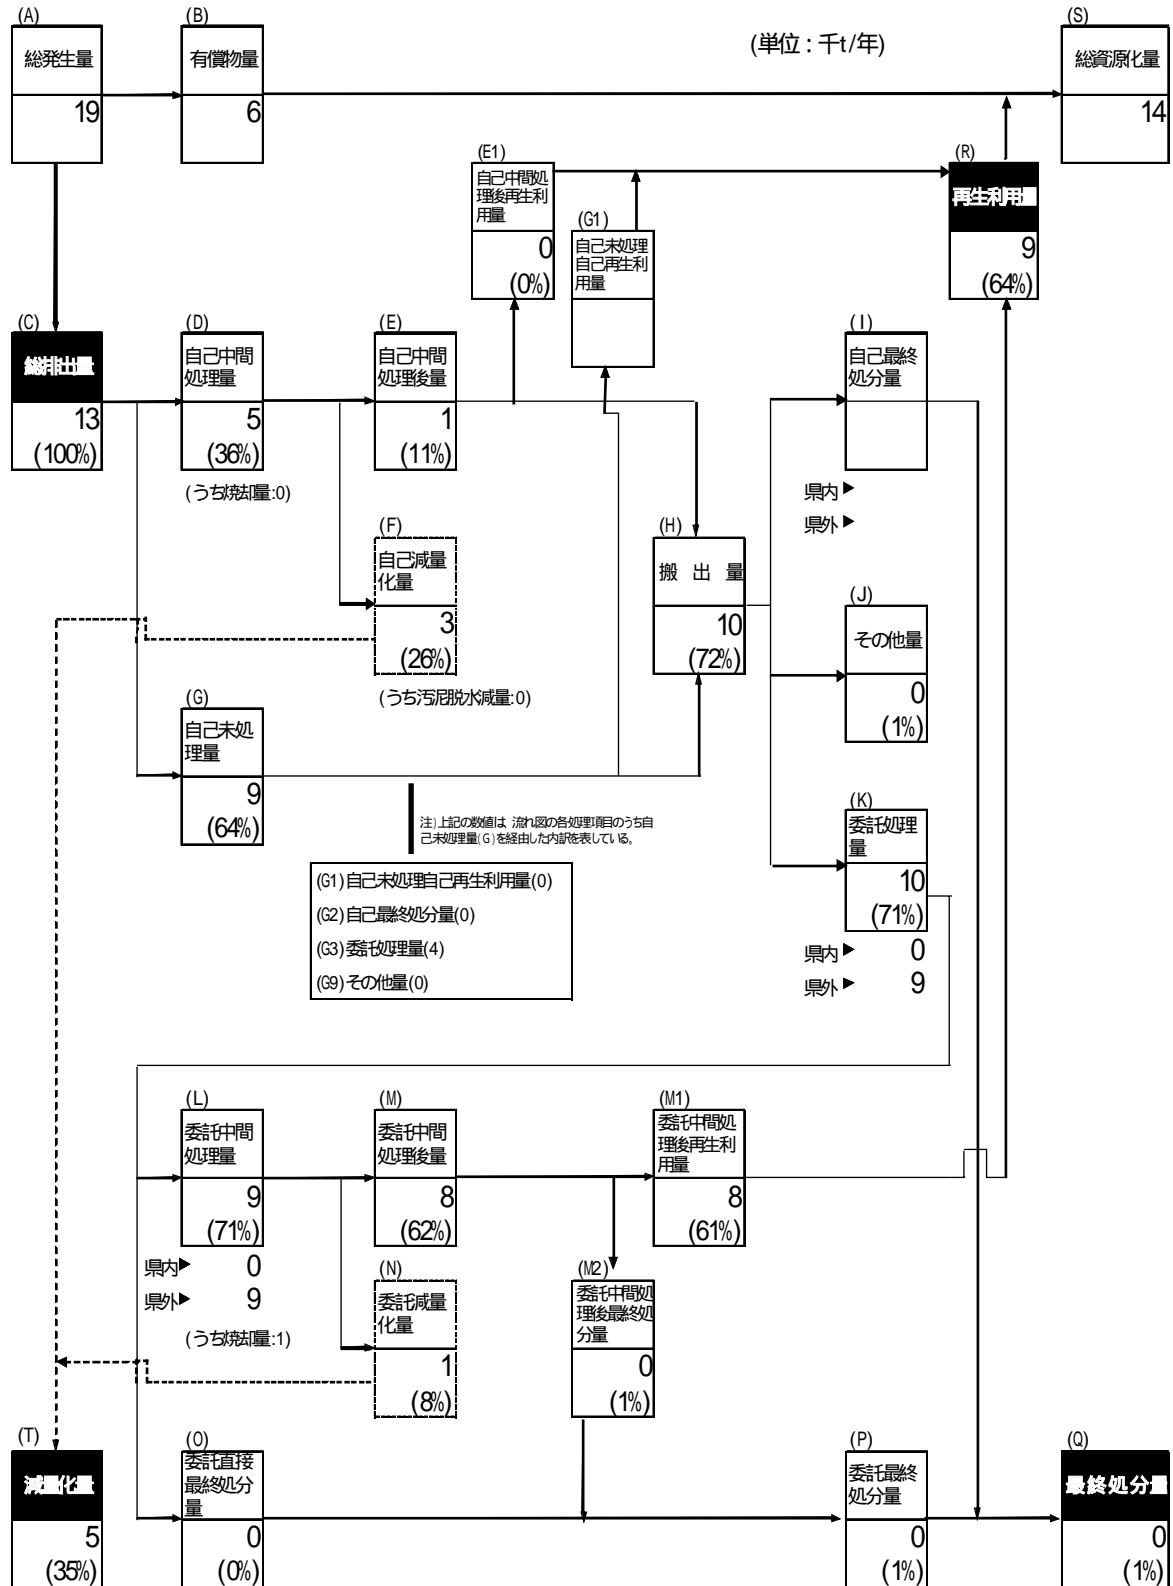 (A)
総発生量
19
(B)
有償物量
6
(単位：千t/年)
(S)
総資源化量
14
(E1)
自己中間処
理後再生利
用量
0
(0%)
(G1)
自己未処理
自己再生利
用量
(R)
再生利用量
9
(64%)
(C)
総排出量
13
(100%)
(D)
自己中間
処理量
5
(36%)
(うち焼却量:0)
(E)
自己中間
処理後量
1
(11%)
(I)
自己最終
処分量
県内▶
県外▶
(F)
自己減量
化量
3
(26%)
(うち汚泥脱水減量:0)
(H)
搬 出 量
10
(72%)
(J)
その他量
0
(1%)
(G)
自己未処
理量
9
(64%)
注)上記の数値は 流れ図の各処理項目のうち自
己未処理量(G)を経由した内訳を表している。
(G1)自己未処理自己再生利用量(0)
(G2)自己最終処分量(0)
(G3)委託処理量(4)
(G9)その他量(0)
(K)
委託処理
量
10
(71%)
県内▶ 0
県外▶ 9
(L)
委託中間
処理量
9
(71%)
県内▶ 0
県外▶ 9
(うち焼却量:1)
(M)
委託中間
処理後量
8
(62%)
(M1)
委託中間処
理後再生利
用量
8
(61%)
(N)
委託減量
化量
1
(8%)
(M2)
委託中間処
理後最終処
分量
0
(1%)
(T)
減量化量
5
(35%)
(O)
委託直接
最終処分
量
0
(0%)
(P)
委託最終
処分量
0
(1%)
(Q)
最終処分量
0
(1%)